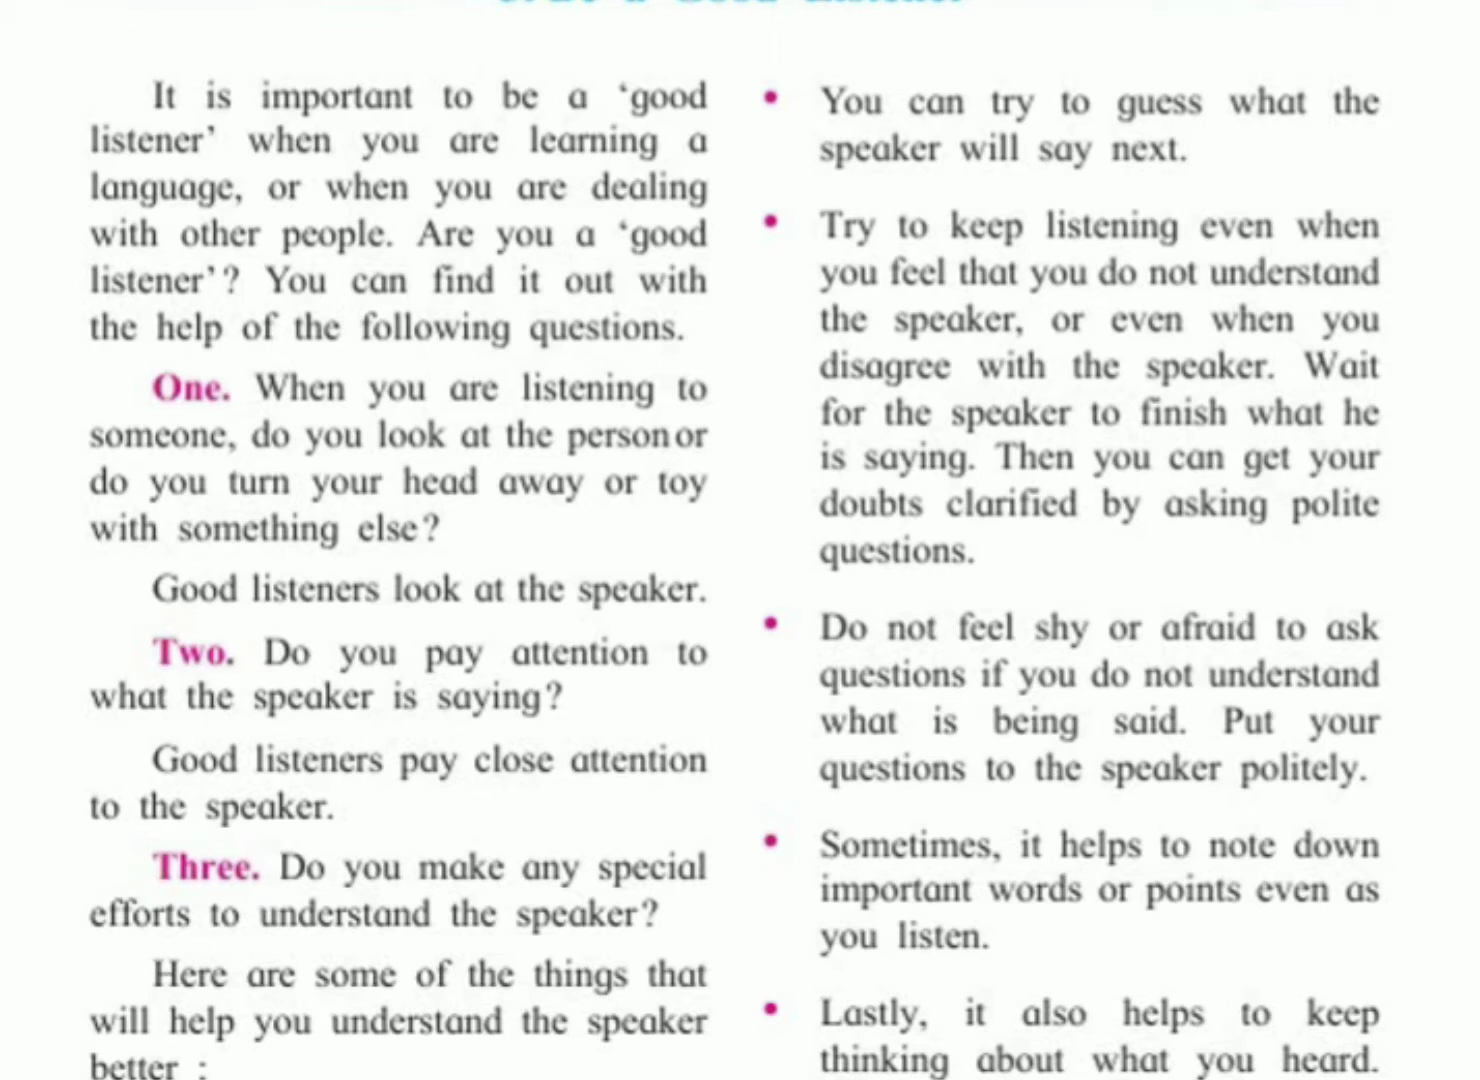 It is important to be a ‘good
listener’ when you are learning a
language, or when you are dealing
with other people. Are you a ‘good
listener’? You can find it out with
the help of the following questions.
One. When you are listening to
someone, do you look at the person or
do you turn your head away or toy
with something else?
Good listeners look at the speaker.
Two. Do you pay attention to
what the speaker is saying?
Good listeners pay close attention
to the speaker.
Three. Do you make any special
efforts to understand the speaker?
Here are some of the things that
will help you understand the speaker
better :
• You can try to guess what the
speaker will say next.
• Try to keep listening even when
you feel that you do not understand
the speaker, or even when you
disagree with the speaker. Wait
for the speaker to finish what he
is saying. Then you can get your
doubts clarified by asking polite
questions.
• Do not feel shy or afraid to ask
questions if you do not understand
what is being said. Put your
questions to the speaker politely.
• Sometimes, it helps to note down
important words or points even as
you listen.
• Lastly, it also helps to keep
thinking about what you heard.